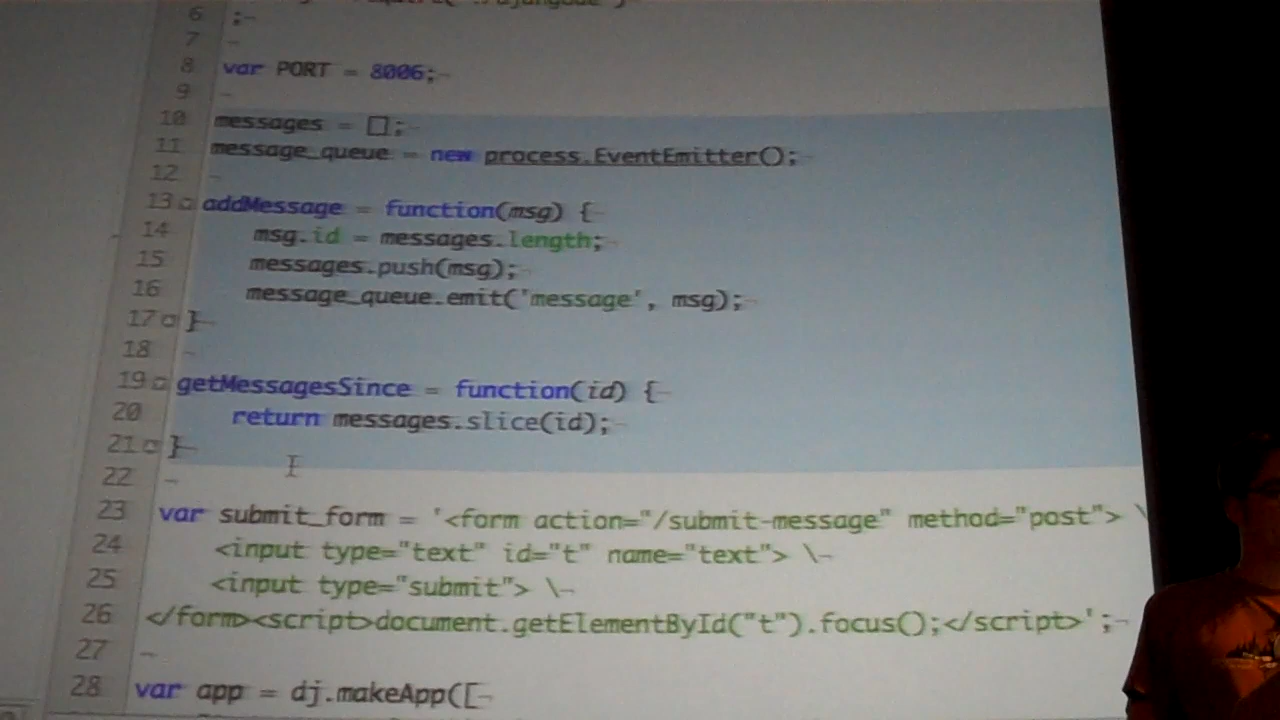 6 ;
7
8 var PORT = 8006;
9
10 messages = [];
11 message_queue = new process.EventEmitter();
12
13 addMessage = function(msg) {
14 msg.id = messages.length;
15 messages.push(msg);
16 message_queue.emit('message', msg);
17 }
18
19 getMessagesSince = function(id) {
20 return messages.slice(id);
21 }
22
23 var submit_form = '<form action="/submit-message" method="post"> \
24 <input type="text" id="t" name="text"> \
25 <input type="submit"> \
26 </form><script>document.getElementById("t").focus();</script>';
27
28 var app = dj.makeApp([